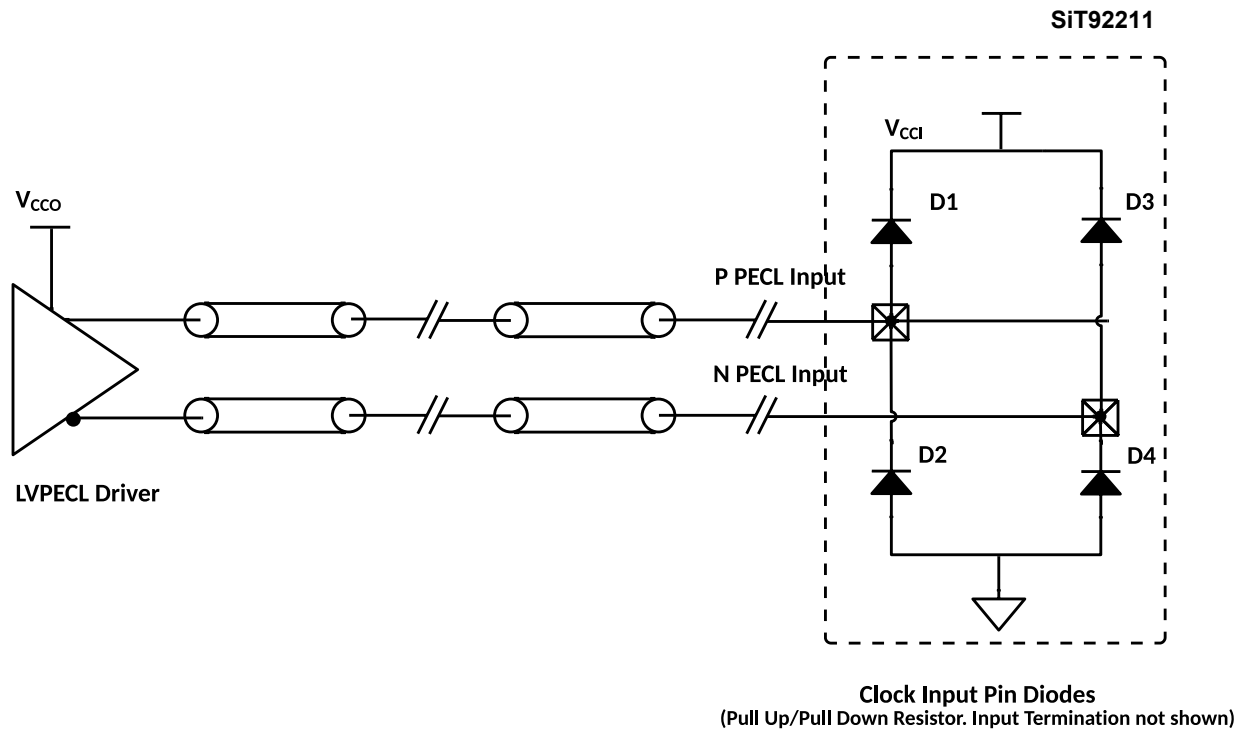 SiT92211
VCCI
VCCO
D1
D3
P PECL Input
N PECL Input
D2
D4
LVPECL Driver
Clock Input Pin Diodes
(Pull Up/Pull Down Resistor. Input Termination not shown)